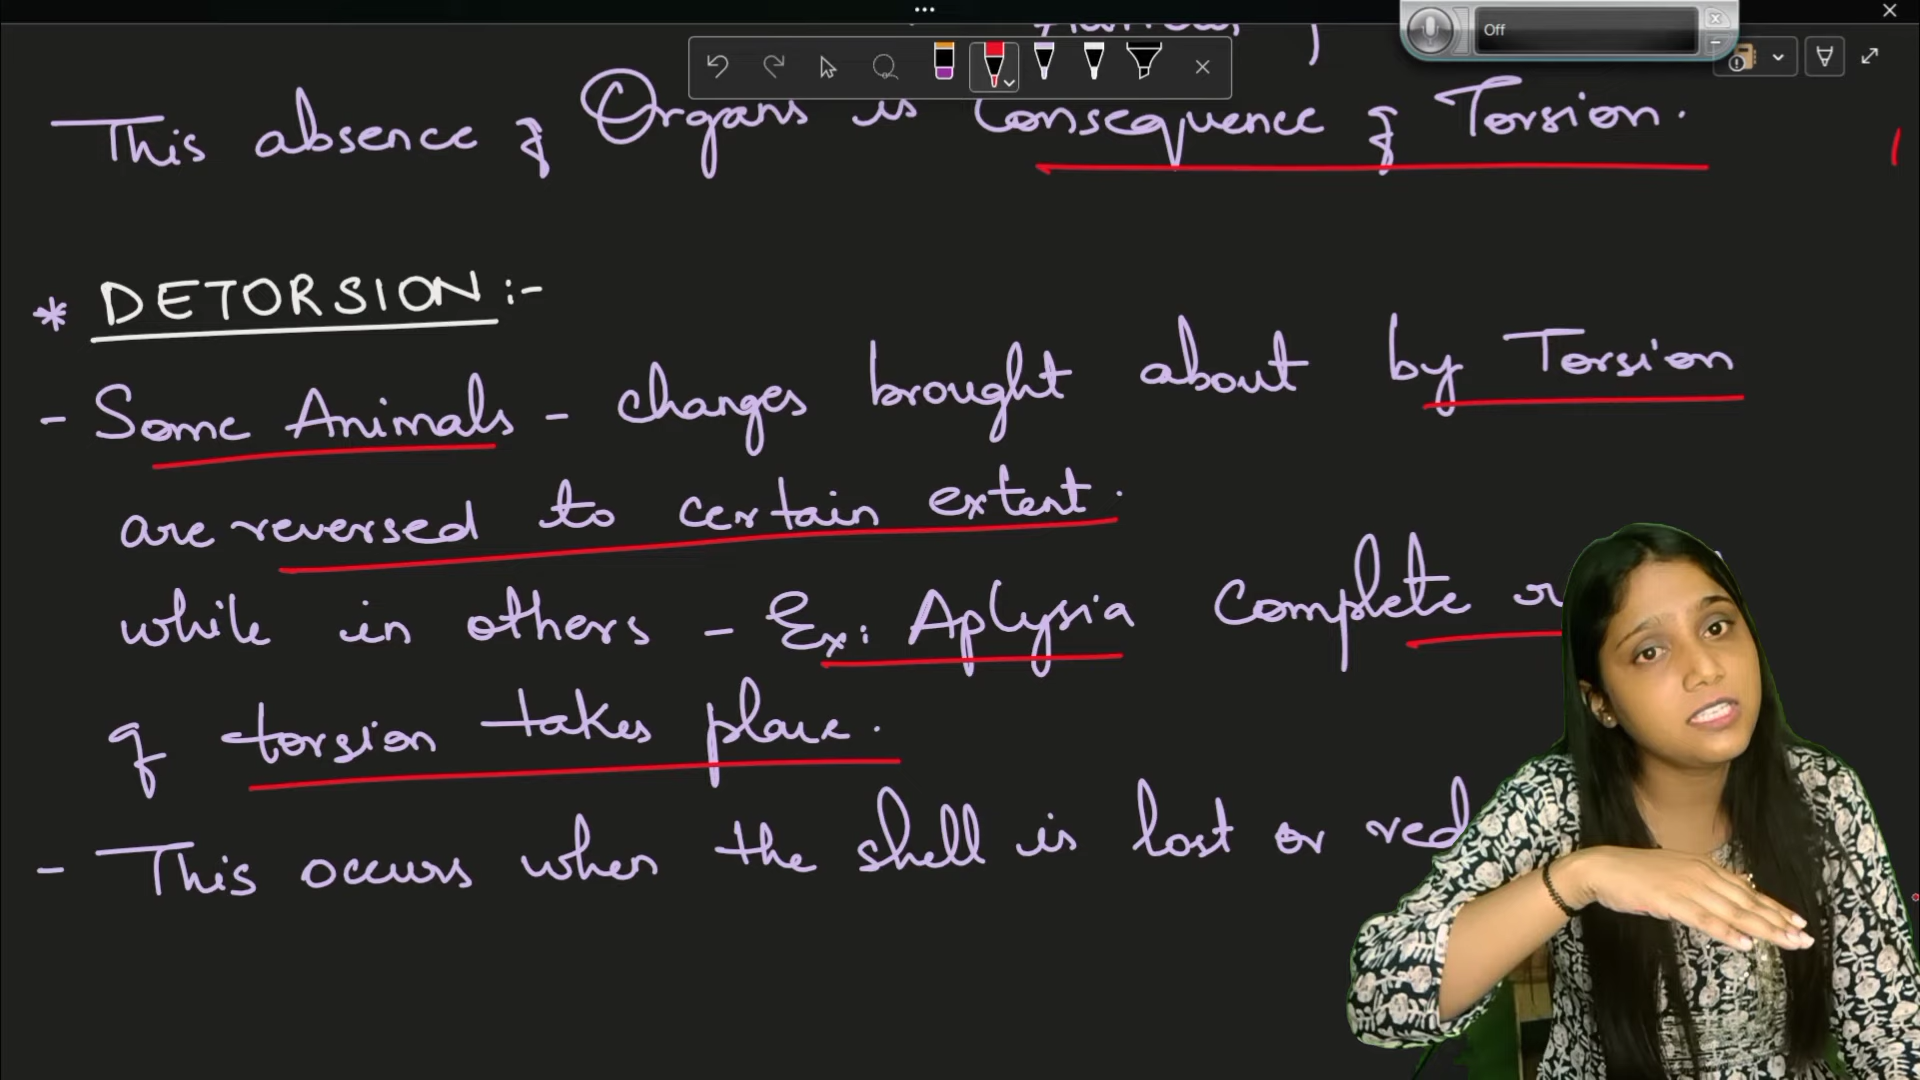 Off
This absence of Organs is Consequence of Torsion.
* DETORSION :-
- Some Animals - changes brought about by Torsion
are reversed to certain extent.
while in others - Ex: Aplysia Complete
of torsion takes place.
- This occurs when the shell is lost or red